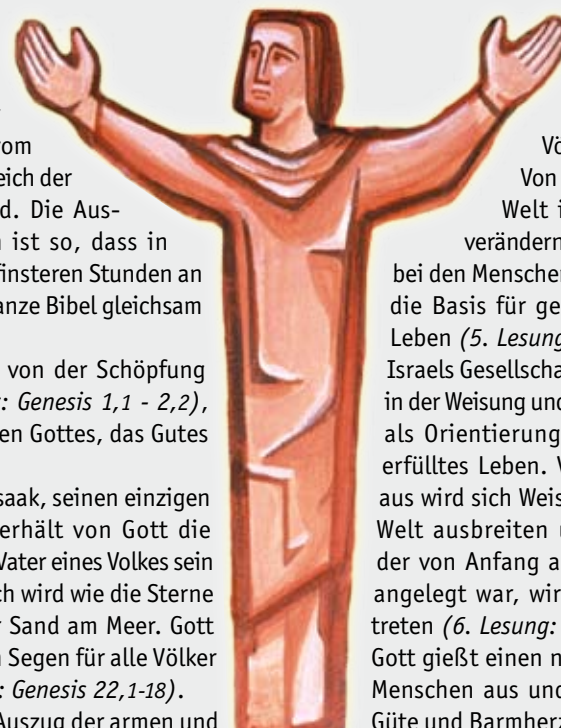 vom
eich der
d. Die Aus-
n ist so, dass in
finsteren Stunden an
anze Bibel gleichsam
von der Schöpfung
: Genesis 1,1 - 2,2),
en Gottes, das Gutes
saak, seinen einzigen
erhält von Gott die
Vater eines Volkes sein
ch wird wie die Sterne
r Sand am Meer. Gott
n Segen für alle Völker
: Genesis 22,1-18).
Auszug der armen und
Vö
Von
Welt i
verändern
bei den Menschen
die Basis für ge
Leben (5. Lesung
Israels Gesellscha
in der Weisung und
als Orientierung
erfülltes Leben. V
aus wird sich Weis
Welt ausbreiten u
der von Anfang a
angelegt war, wir
treten (6. Lesung:
Gott gießt einen n
Menschen aus und
Güte und Barmherz